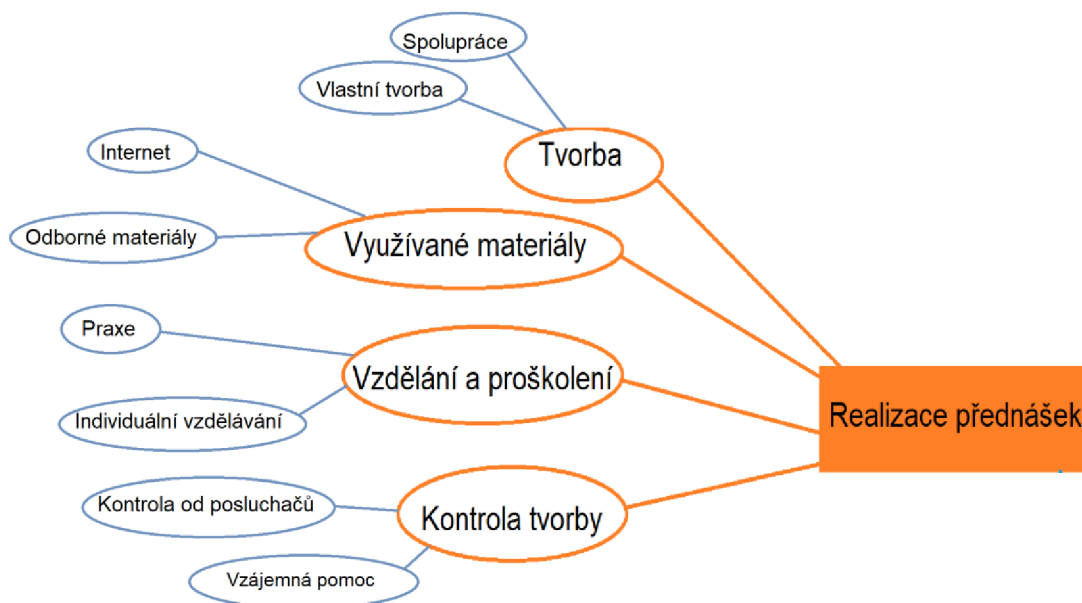 Spolupráce
Vlastní tvorba
Tvorba
Internet
Odborné materiály
Využívané materiály
Praxe
Vzdělání a proškolení
Individuální vzdělávání
Realizace přednášek
Kontrola od posluchačů
Kontrola tvorby
Vzájemná pomoc